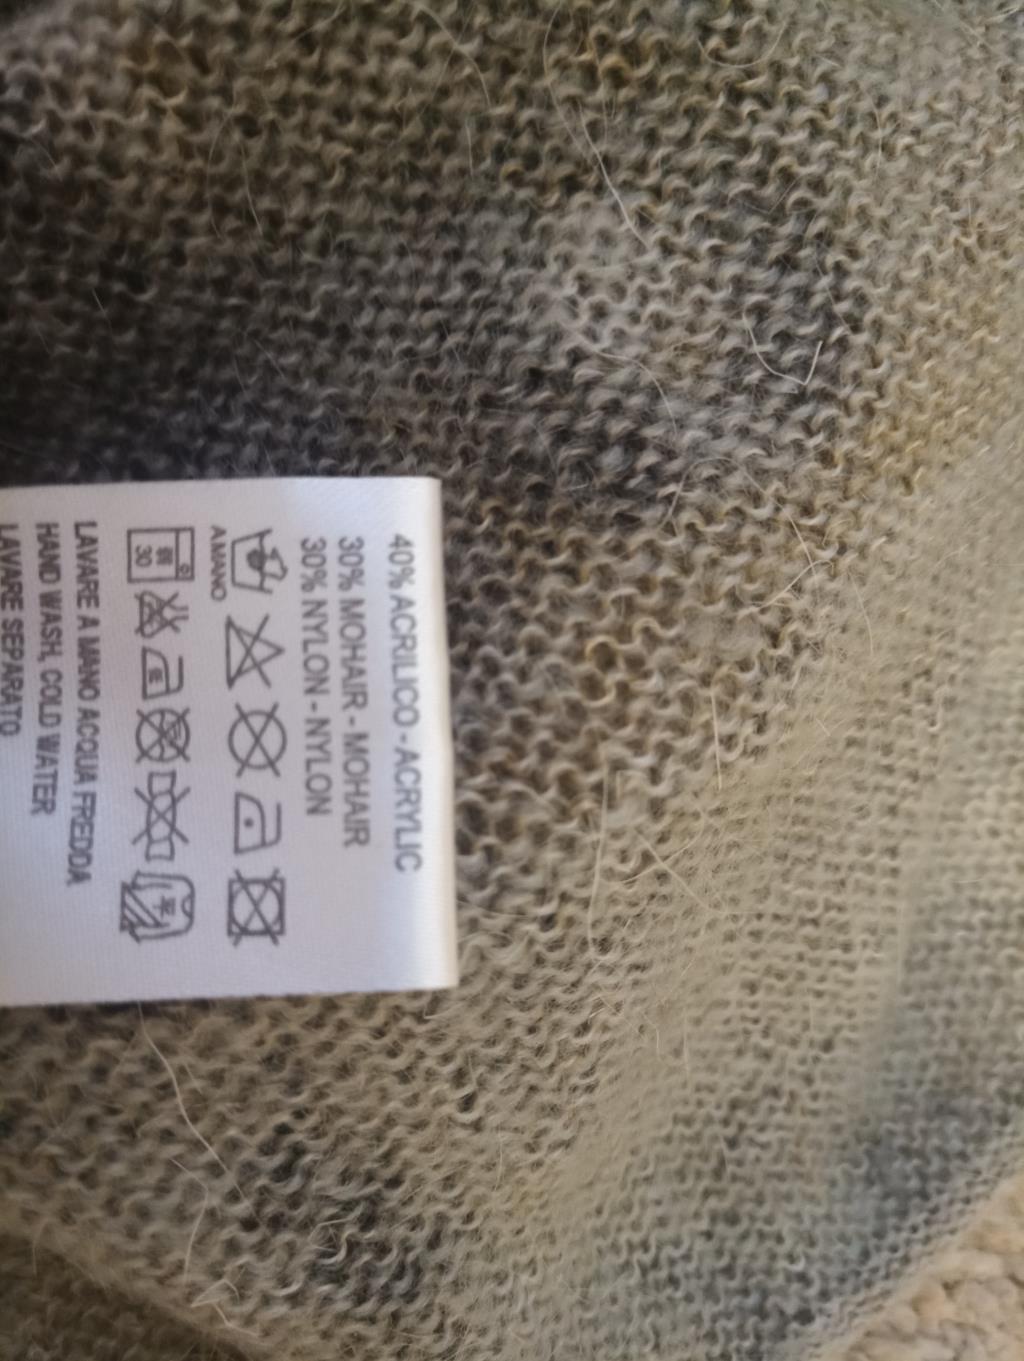 40% ACRILICO - ACRYLIC
30% MOHAIR - MOHAIR
30% NYLON - NYLON
A MANO
30
LAVARE A MANO ACQUA FREDDA
HAND WASH, COLD WATER
LAVARE SEPARATO